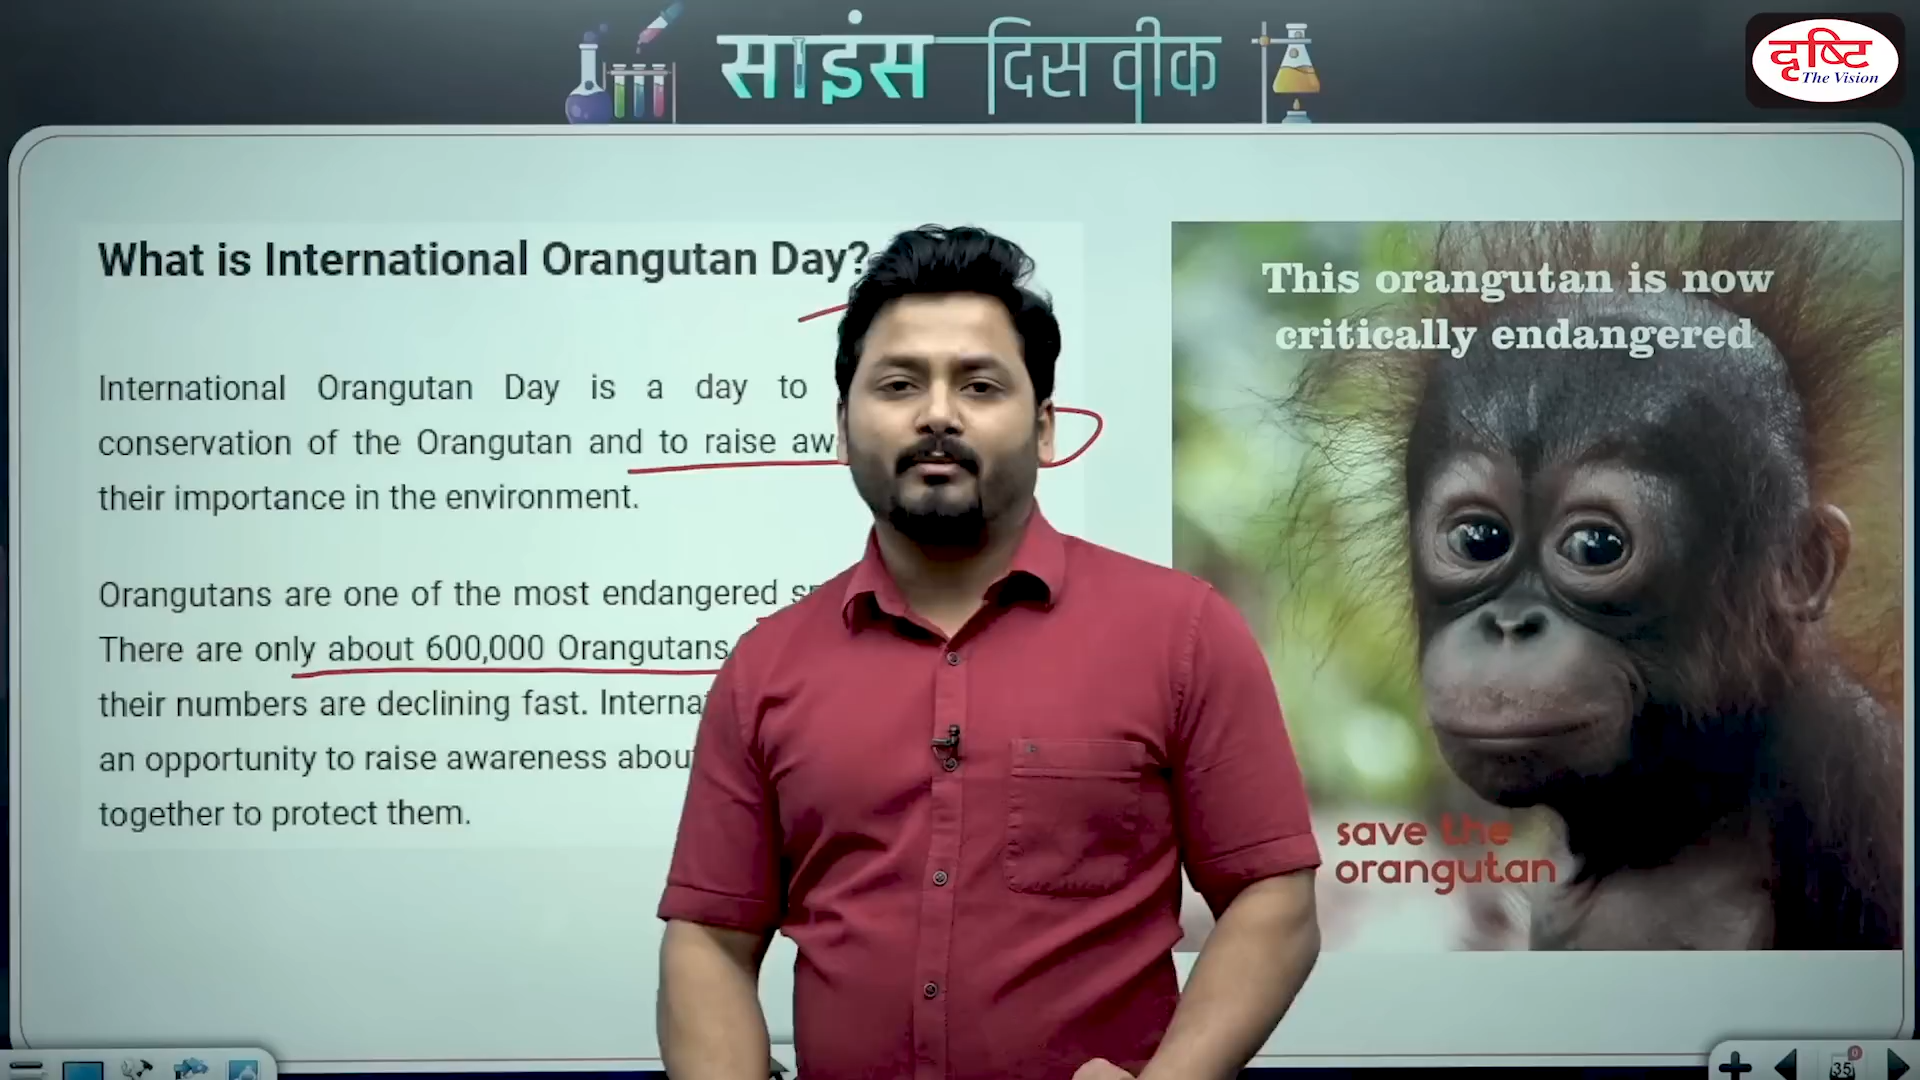 साइंस दिस वीक
दृष्टि
The Vision
What is International Orangutan Day?
International Orangutan Day is a day to
conservation of the Orangutan and to raise
their importance in the environment.
Orangutans are one of the most endangered
There are only about 600,000 Orangutans
their numbers are declining fast.
an opportunity to raise awareness
together to protect them.
This orangutan is now
critically endangered
save the
orangutan
35
0